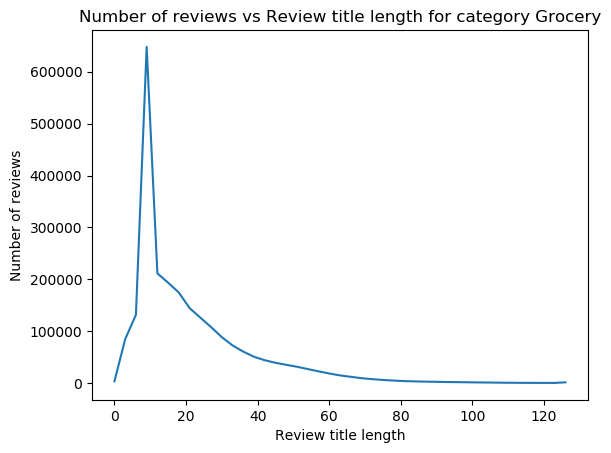 Number of reviews vs Review title length for category Grocery
600000
500000
400000
300000
200000
100000
0
Number of reviews
0 20 40 60 80 100 120
Review title length